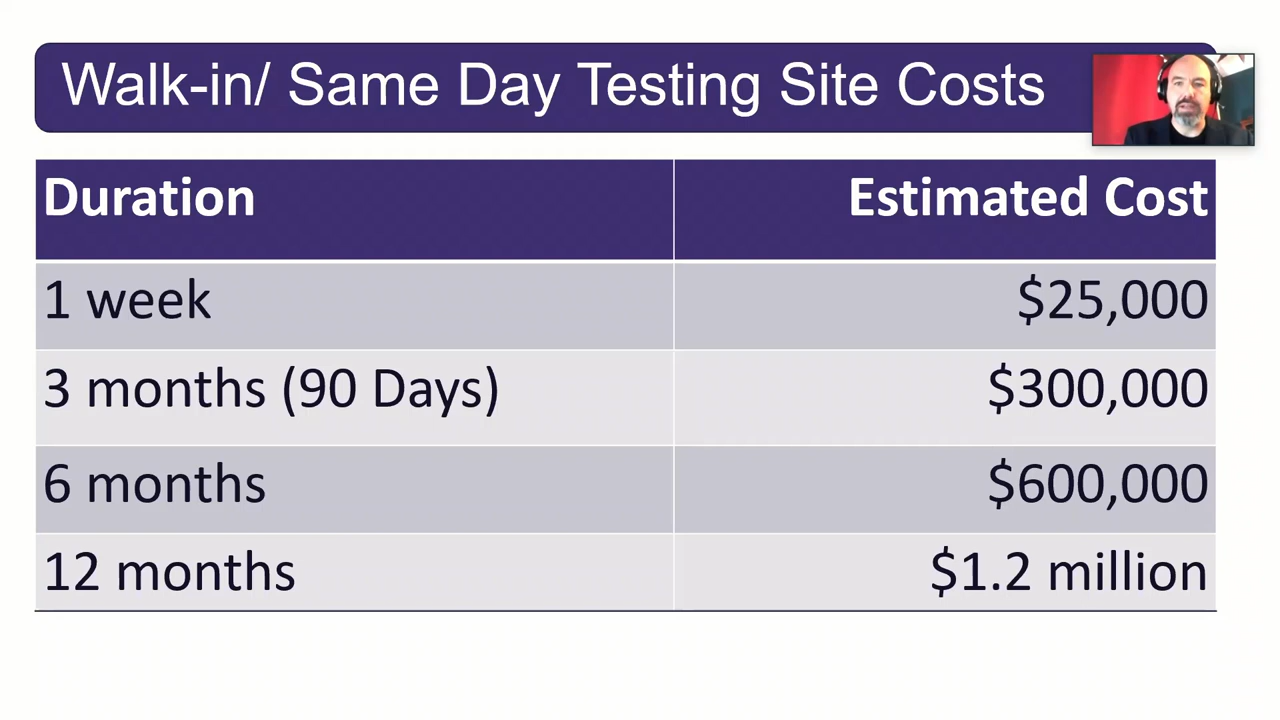 Walk-in/ Same Day Testing Site Costs
Duration Estimated Cost
1 week $25,000
3 months (90 Days) $300,000
6 months $600,000
12 months $1.2 million